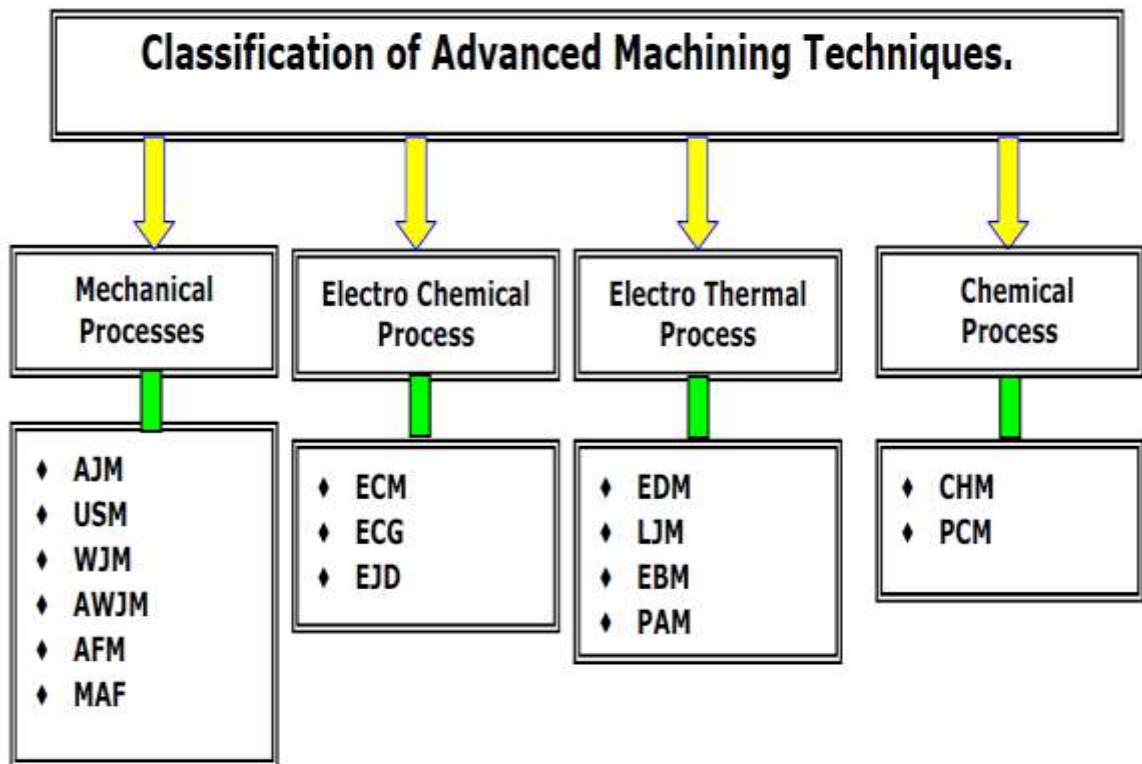 Classification of Advanced Machining Techniques.
Mechanical
Processes
Electro Chemical
Process
Electro Thermal
Process
Chemical
Process
♦ AJM
♦ USM
♦ WJM
♦ AWJM
♦ AFM
♦ MAF
♦ ECM
♦ ECG
♦ EJD
♦ EDM
♦ LJM
♦ EBM
♦ PAM
♦ CHM
♦ PCM